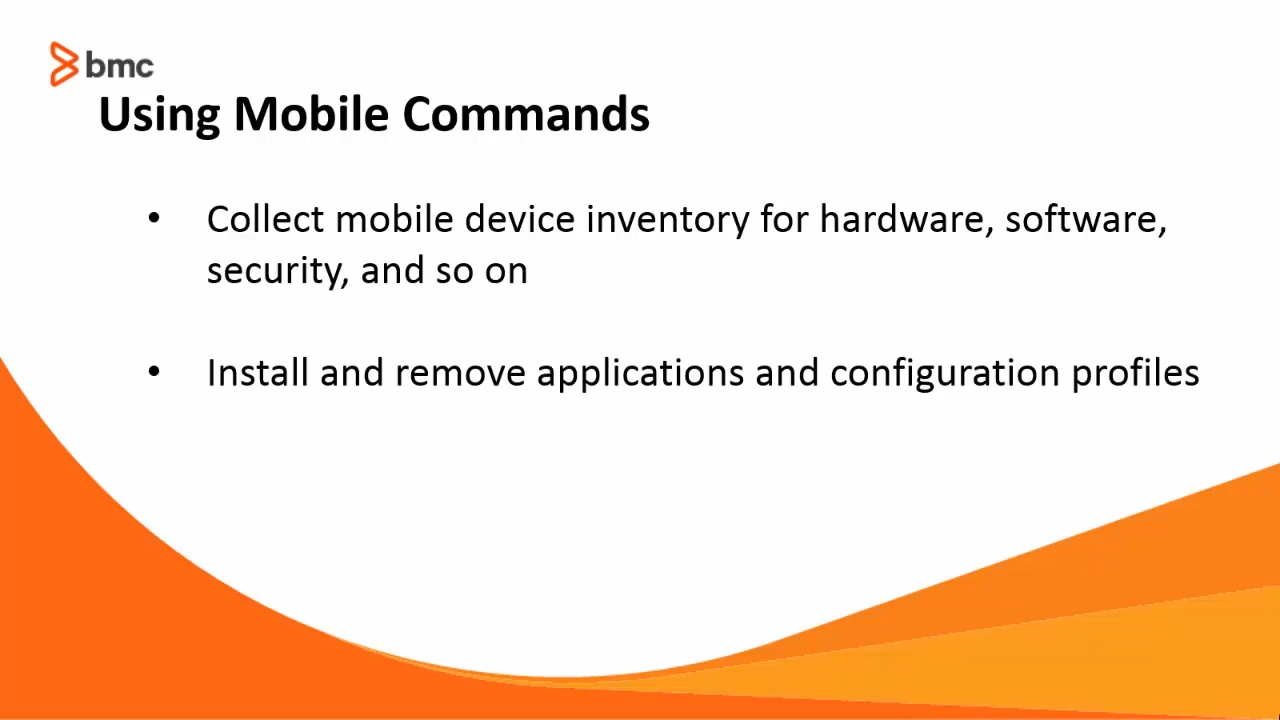 bmc
Using Mobile Commands
• Collect mobile device inventory for hardware, software,
security, and so on
• Install and remove applications and configuration profiles